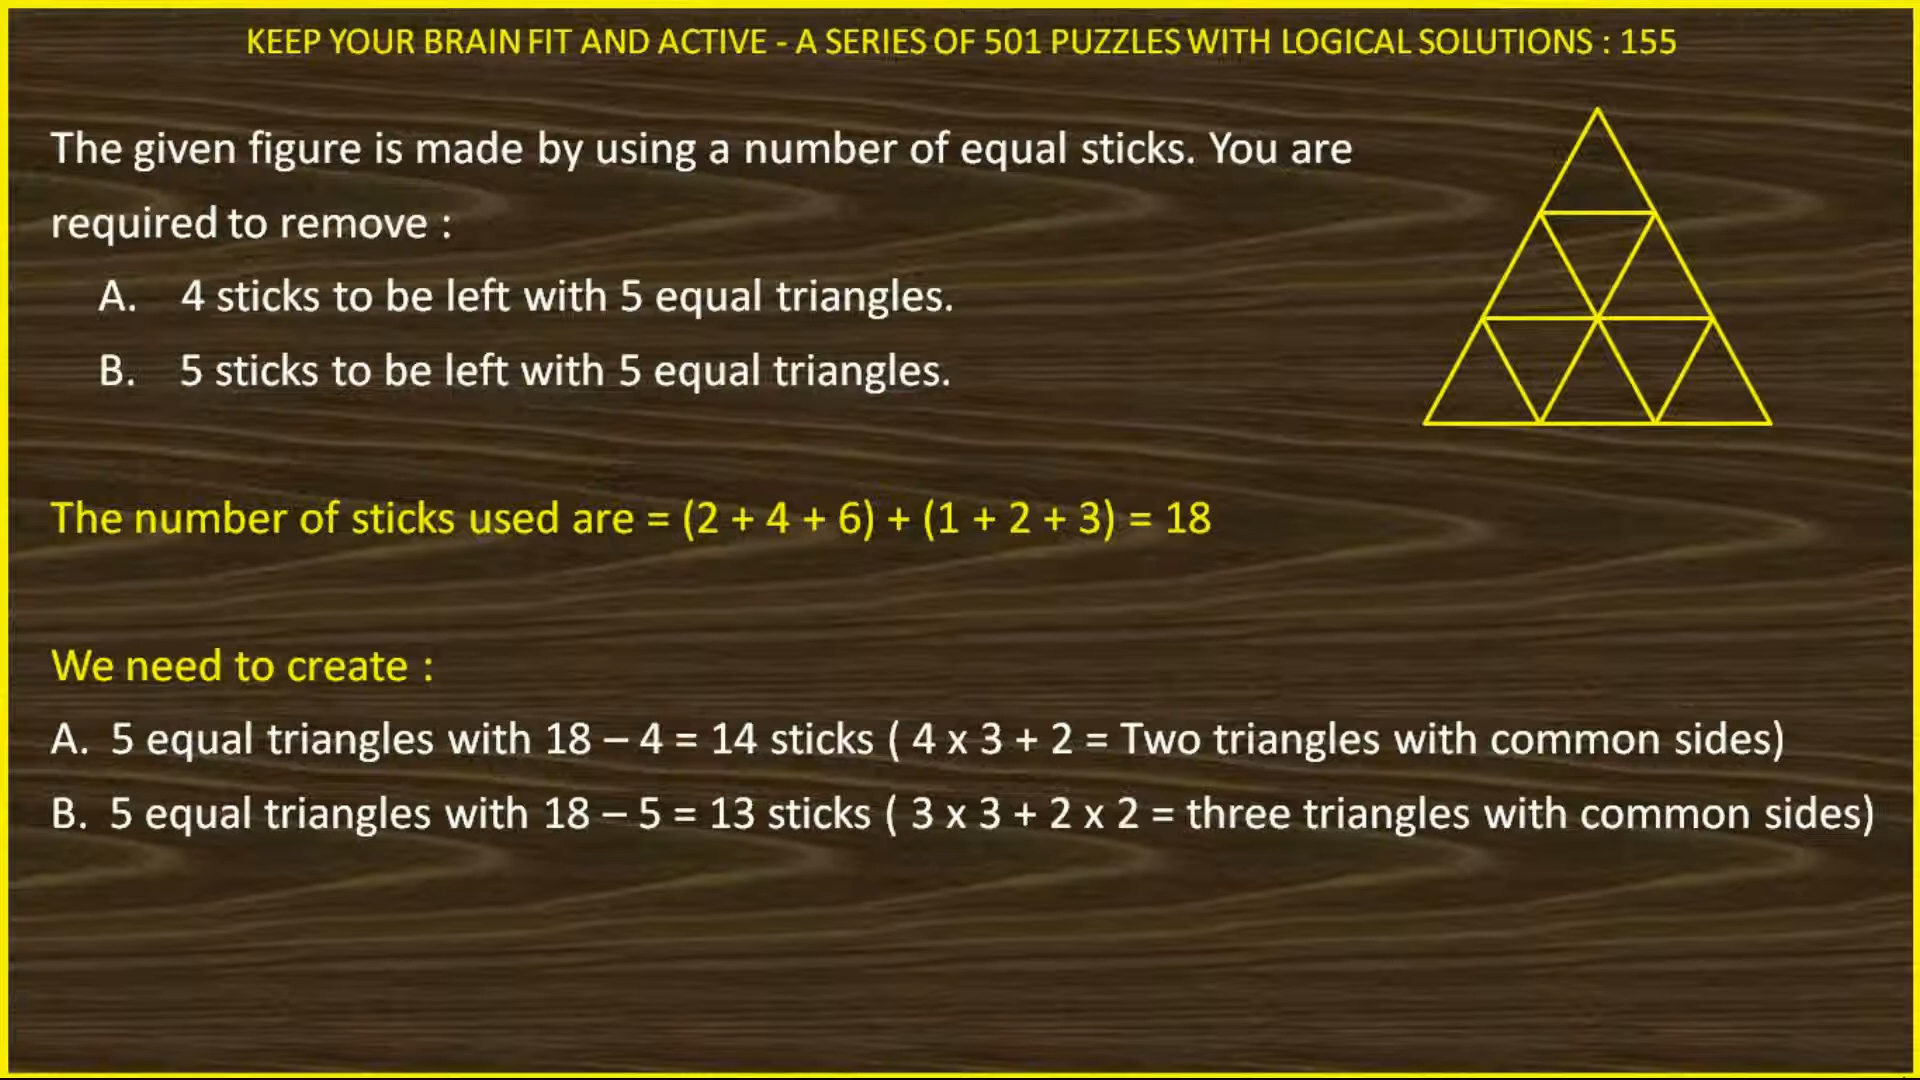 KEEP YOUR BRAIN FIT AND ACTIVE - A SERIES OF 501 PUZZLES WITH LOGICAL SOLUTIONS : 155
The given figure is made by using a number of equal sticks. You are
required to remove :
A. 4 sticks to be left with 5 equal triangles.
B. 5 sticks to be left with 5 equal triangles.
The number of sticks used are = (2 + 4 + 6) + (1 + 2 + 3) = 18
We need to create :
A. 5 equal triangles with 18 – 4 = 14 sticks ( 4 x 3 + 2 = Two triangles with common sides)
B. 5 equal triangles with 18 – 5 = 13 sticks ( 3 x 3 + 2 x 2 = three triangles with common sides)